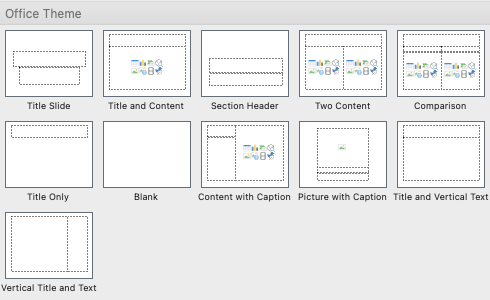 Office Theme
Title Slide
Title and Content
Section Header
Two Content
Comparison
Title Only
Blank
Content with Caption
Picture with Caption
Title and Vertical Text
Vertical Title and Text